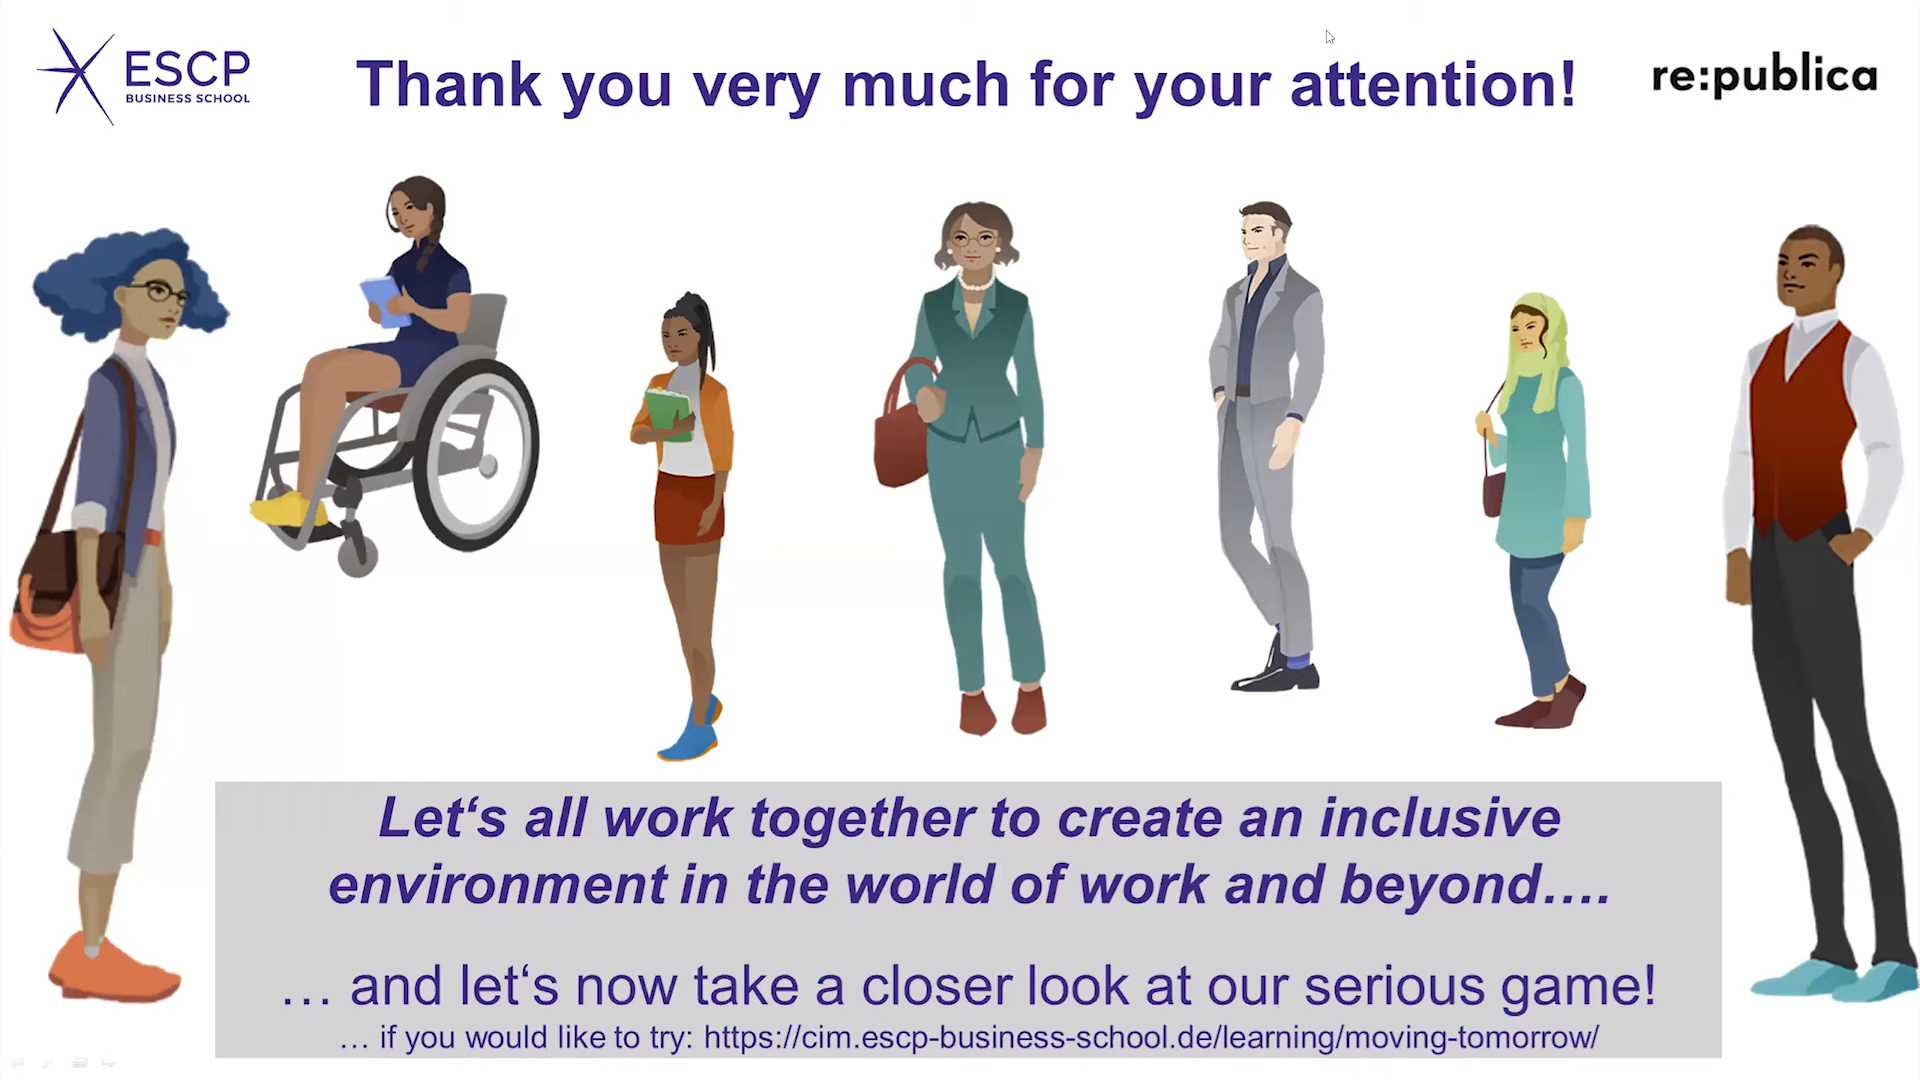 ESCP
BUSINESS SCHOOL
Thank you very much for your attention!
re:publica
Let‘s all work together to create an inclusive
environment in the world of work and beyond….
… and let‘s now take a closer look at our serious game!
… if you would like to try: https://cim.escp-business-school.de/learning/moving-tomorrow/